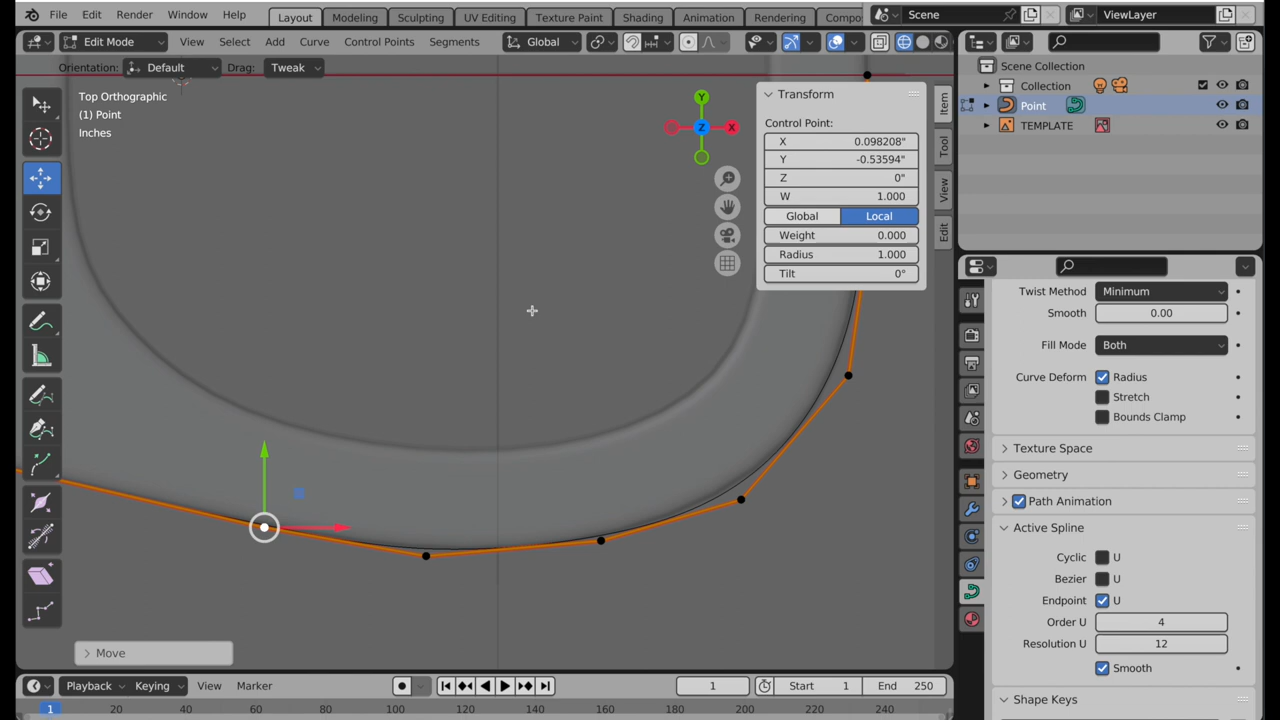 File Edit Render Window Help Layout Modeling Sculpting UV Editing Texture Paint Shading Animation Rendering Compo Scene ViewLayer
Edit Mode View Select Add Curve Control Points Segments Global
Orientation: Default Drag: Tweak
Top Orthographic
(1) Point
Inches
Y
Z
X
Transform
Control Point:
X 0.098208"
Y -0.53594"
Z 0"
W 1.000
Global Local
Weight 0.000
Radius 1.000
Tilt 0°
Item
Tool
View
Edit
Move
Scene Collection
Collection
Point
TEMPLATE
Twist Method Minimum
Smooth 0.00
Fill Mode Both
Curve Deform Radius
Stretch
Bounds Clamp
Texture Space
Geometry
Path Animation
Active Spline
Cyclic U
Bezier U
Endpoint U
Order U 4
Resolution U 12
Smooth
Shape Keys
Playback Keying View Marker 1 Start 1 End 250
1 20 40 60 80 100 120 140 160 180 200 220 240